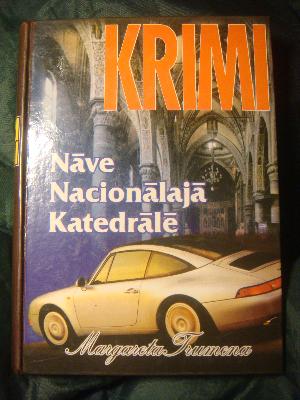 KRIMI
Nāve
Nacionālajā
Katedrālē
Margareta Trumena